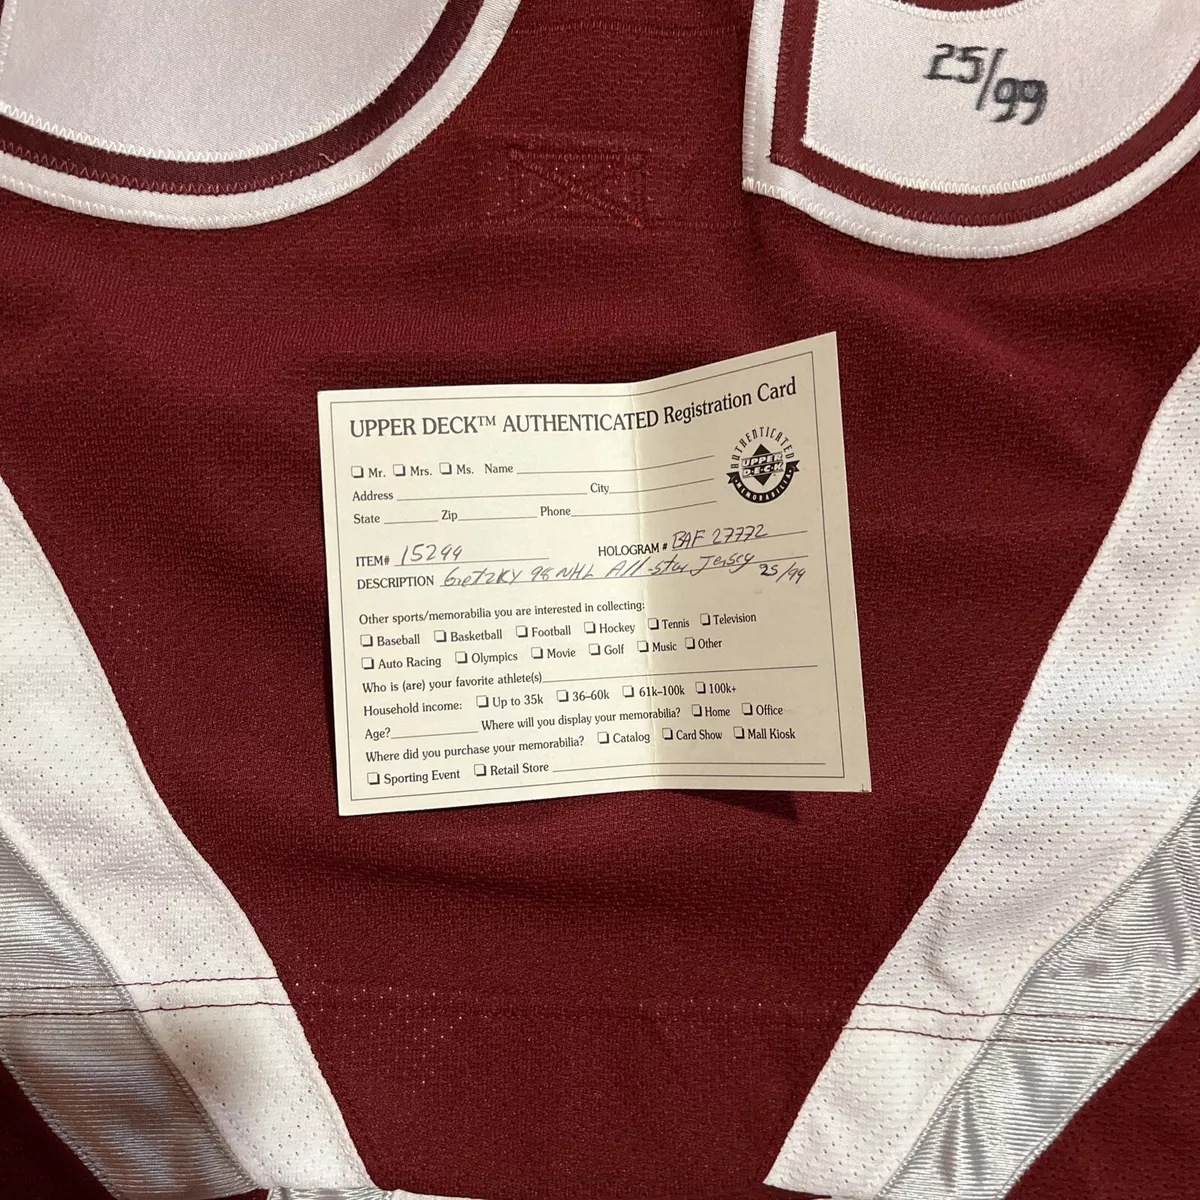 25/99
UPPER DECK™ AUTHENTICATED Registration Card
AUTHENTICATED
UPPER
DECK
MEMORABILIA
❏ Mr. ❏ Mrs. ❏ Ms. Name
Address City
State Zip Phone
ITEM# 15299 HOLOGRAM # BAF 27772
DESCRIPTION Gretzky 98 NHL All-star Jersey 25/99
Other sports/memorabilia you are interested in collecting:
❏ Baseball ❏ Basketball ❏ Football ❏ Hockey ❏ Tennis ❏ Television
❏ Auto Racing ❏ Olympics ❏ Movie ❏ Golf ❏ Music ❏ Other
Who is (are) your favorite athlete(s)
Household income: ❏ Up to 35k ❏ 36–60k ❏ 61k–100k ❏ 100k+
Age? Where will you display your memorabilia? ❏ Home ❏ Office
Where did you purchase your memorabilia? ❏ Catalog ❏ Card Show ❏ Mall Kiosk
❏ Sporting Event ❏ Retail Store